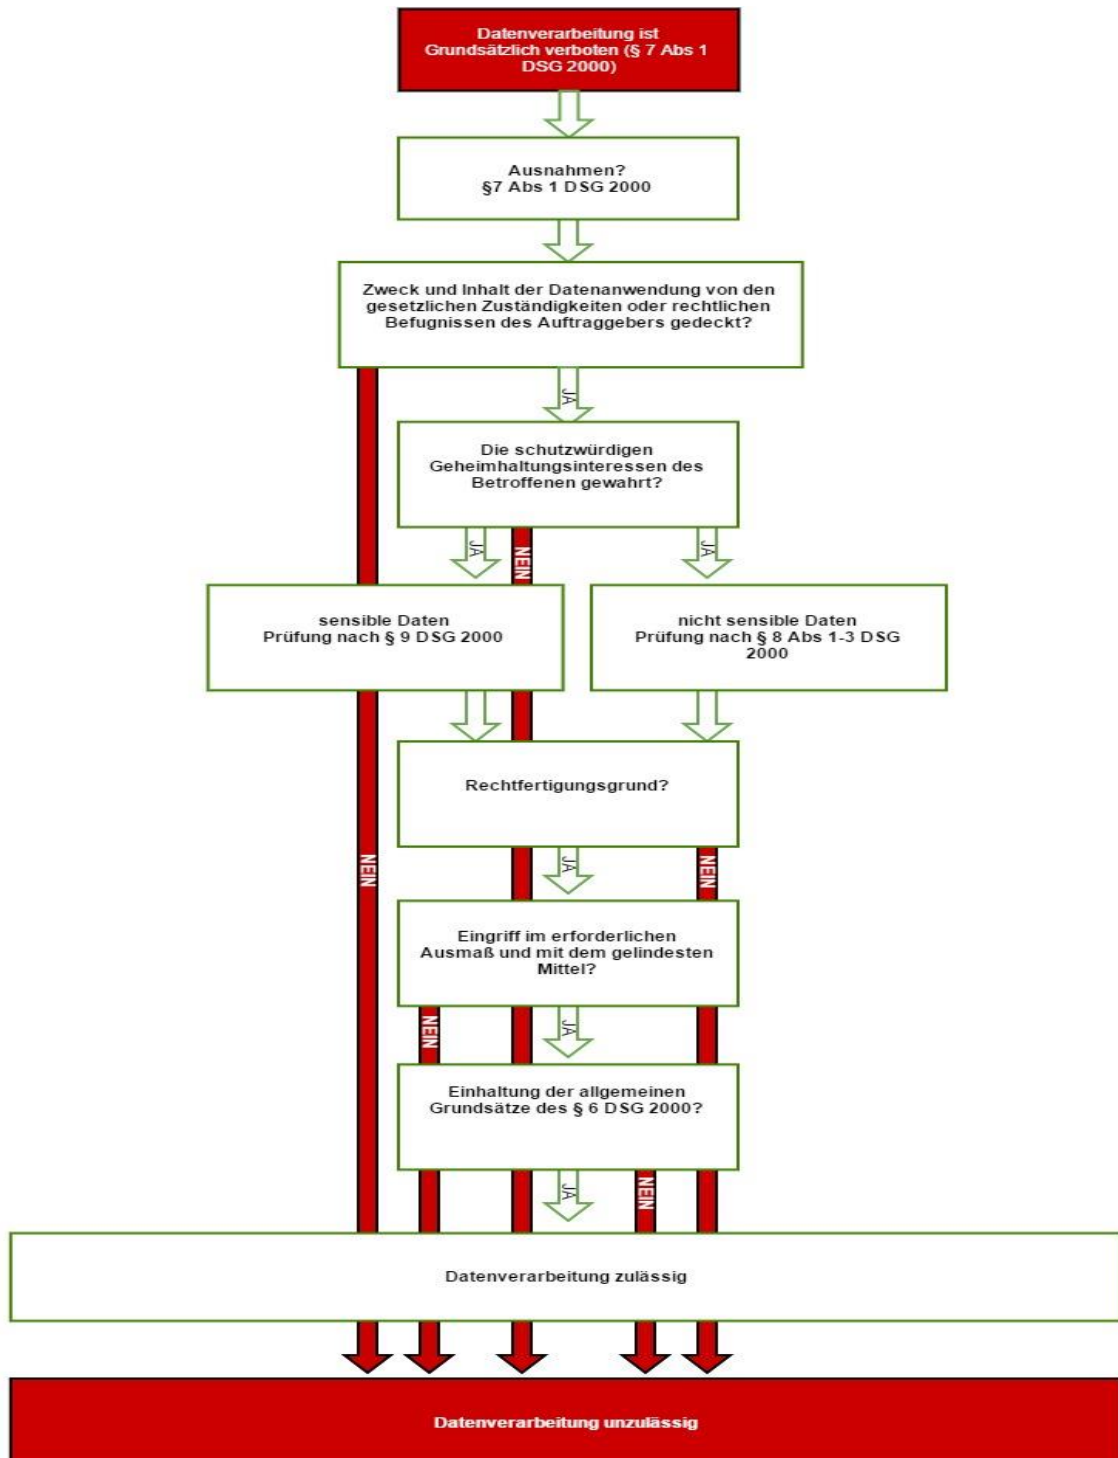 Datenverarbeitung ist
Grundsätzlich verboten (§ 7 Abs 1
DSG 2000)
Ausnahmen?
§7 Abs 1 DSG 2000
Zweck und Inhalt der Datenanwendung von den
gesetzlichen Zuständigkeiten oder rechtlichen
Befugnissen des Auftraggebers gedeckt?
JA
Die schutzwürdigen
Geheimhaltungsinteressen des
Betroffenen gewahrt?
JA
NEIN
JA
sensible Daten
Prüfung nach § 9 DSG 2000
nicht sensible Daten
Prüfung nach § 8 Abs 1-3 DSG
2000
Rechtfertigungsgrund?
NEIN
JA
NEIN
Eingriff im erforderlichen
Ausmaß und mit dem gelindesten
Mittel?
NEIN
JA
Einhaltung der allgemeinen
Grundsätze des § 6 DSG 2000?
JA
NEIN
Datenverarbeitung zulässig
Datenverarbeitung unzulässig